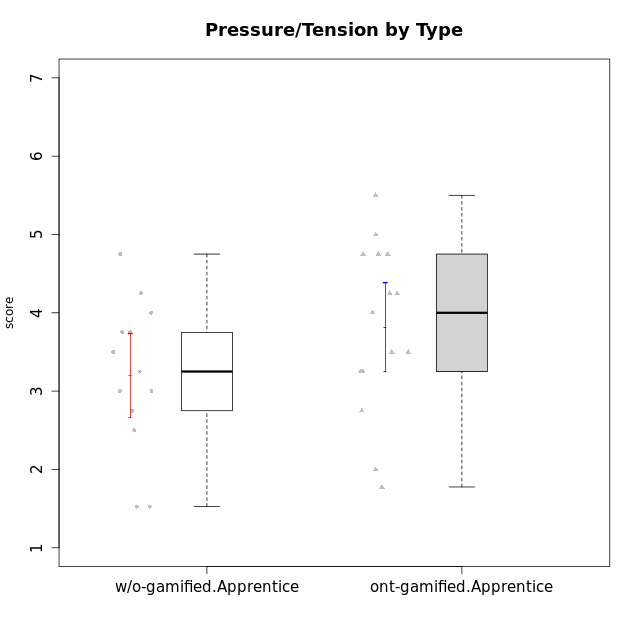 Pressure/Tension by Type
7
6
5
4
3
2
1
score
w/o-gamified.Apprentice
ont-gamified.Apprentice